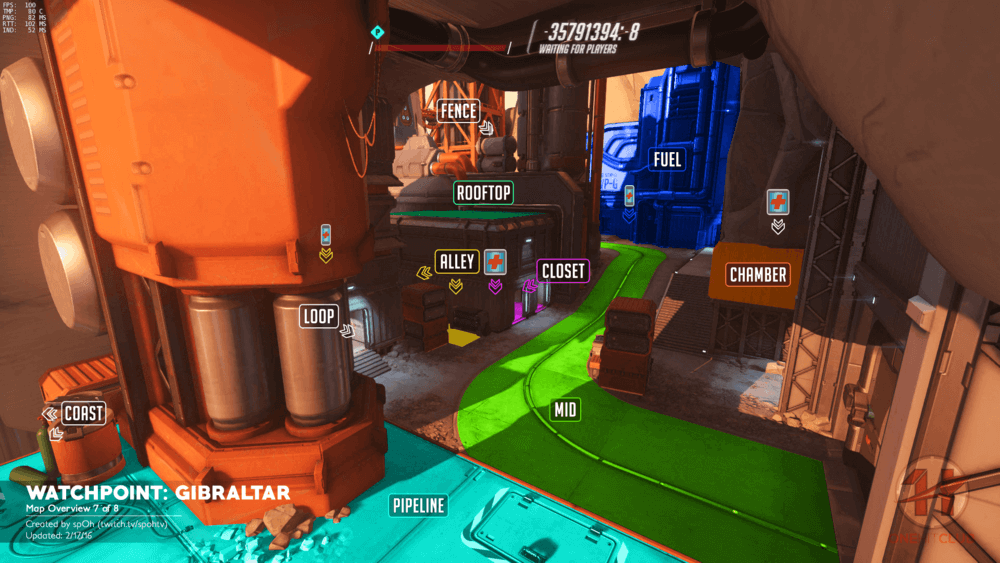 FPS: 100
TMP: 80 C
PNG: 82 MS
RTT: 102 MS
IND: 52 MS
P
-35791394:-8
WAITING FOR PLAYERS
FENCE
FUEL
ROOFTOP
ALLEY
CLOSET
CHAMBER
LOOP
COAST
MID
PIPELINE
WATCHPOINT: GIBRALTAR
Map Overview 7 of 8
Created by spOh (twitch.tv/spohtv)
Updated: 2/17/16